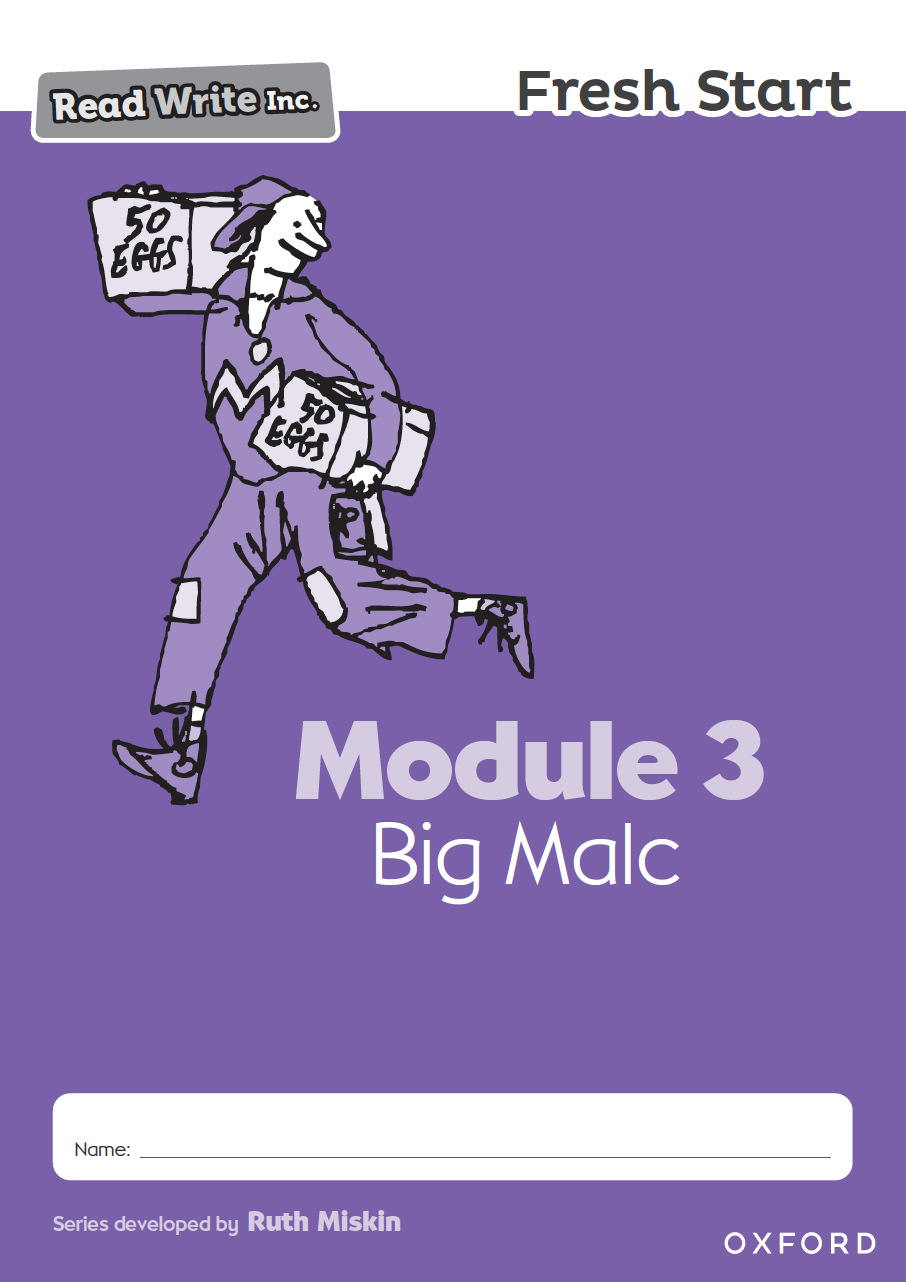 Read Write Inc.
Fresh Start
50
EGGS
M
50
EGGS
Module 3
Big Malc
Name:
Series developed by Ruth Miskin
OXFORD